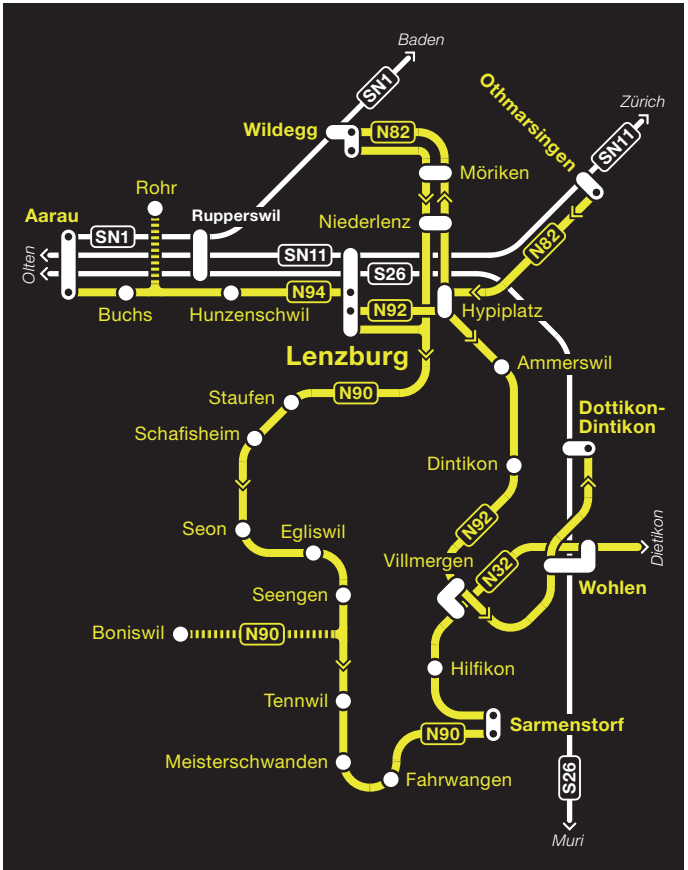 Baden
SN1
Zürich
Othmarsingen
SN11
Wildegg
N82
Möriken
Rohr
Aarau
Rupperswil
Niederlenz
SN1
N82
SN11
Olten
S26
N94
N92
Buchs
Hunzenschwil
Hypiplatz
Lenzburg
Ammerswil
Staufen
N90
Dottikon-
Dintikon
Schafisheim
Dintikon
N92
Seon
Egliswil
Dietikon
Villmergen
N32
Wohlen
Seengen
Boniswil
N90
Hilfikon
Tennwil
Sarmenstorf
N90
Meisterschwanden
Fahrwangen
S26
Muri